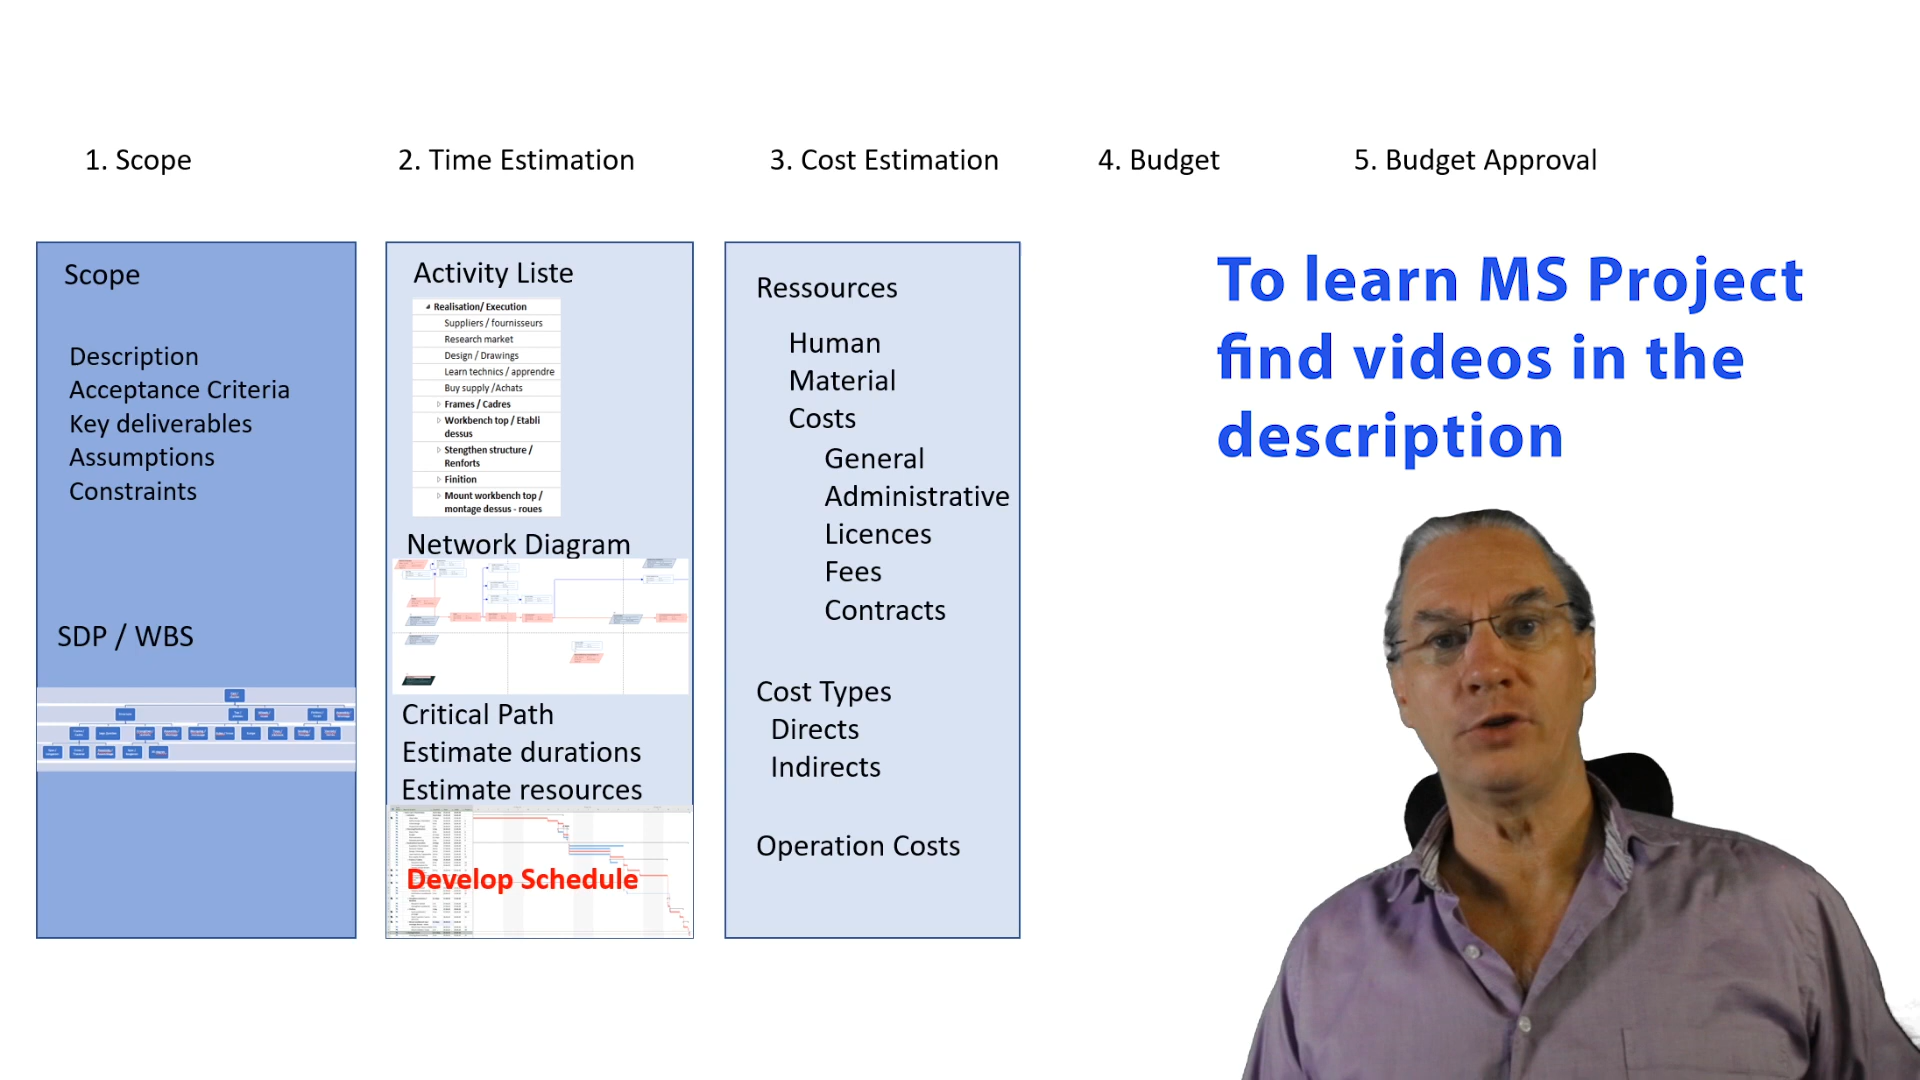 1. Scope
2. Time Estimation
3. Cost Estimation
4. Budget
5. Budget Approval
Scope
Description
Acceptance Criteria
Key deliverables
Assumptions
Constraints
SDP / WBS
Activity Liste
Realisation/ Execution
Suppliers / fournisseurs
Research market
Design / Drawings
Learn technics / apprendre
Buy supply /Achats
Frames / Cadres
Workbench top / Etabli
dessus
Stengthen structure /
Renforts
Finition
Mount workbench top /
montage dessus - roues
Network Diagram
Critical Path
Estimate durations
Estimate resources
Develop Schedule
Ressources
Human
Material
Costs
General
Administrative
Licences
Fees
Contracts
Cost Types
Directs
Indirects
Operation Costs
To learn MS Project
find videos in the
description